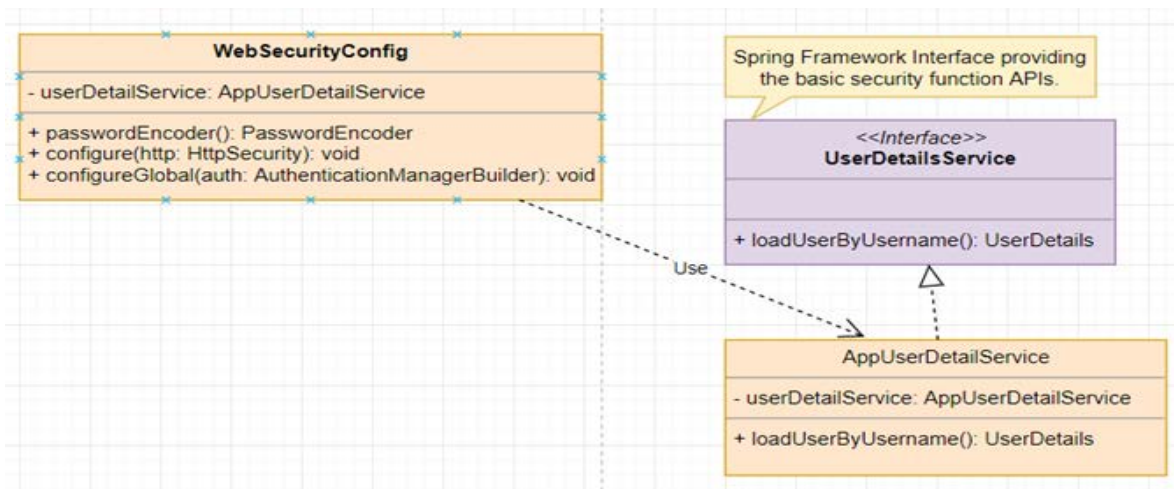 WebSecurityConfig
- userDetailService: AppUserDetailService
+ passwordEncoder(): PasswordEncoder
+ configure(http: HttpSecurity): void
+ configureGlobal(auth: AuthenticationManagerBuilder): void
Spring Framework Interface providing
the basic security function APIs.
<<Interface>>
UserDetailsService
+ loadUserByUsername(): UserDetails
Use
AppUserDetailService
- userDetailService: AppUserDetailService
+ loadUserByUsername(): UserDetails